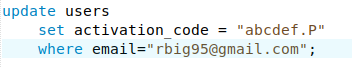 update users
set activation_code = "abcdef.P"
where email="rbig95@gmail.com";